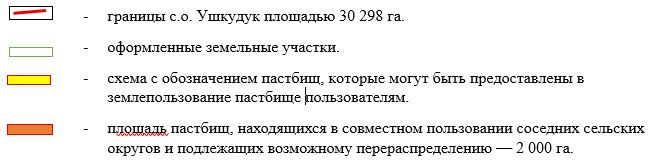 - границы с.о. Ушкудук площадью 30 298 га.
- оформленные земельные участки.
- схема с обозначением пастбищ, которые могут быть предоставлены в
землепользование пастбище пользователям.
- площадь пастбищ, находящихся в совместном пользовании соседних сельских
округов и подлежащих возможному перераспределению — 2 000 га.